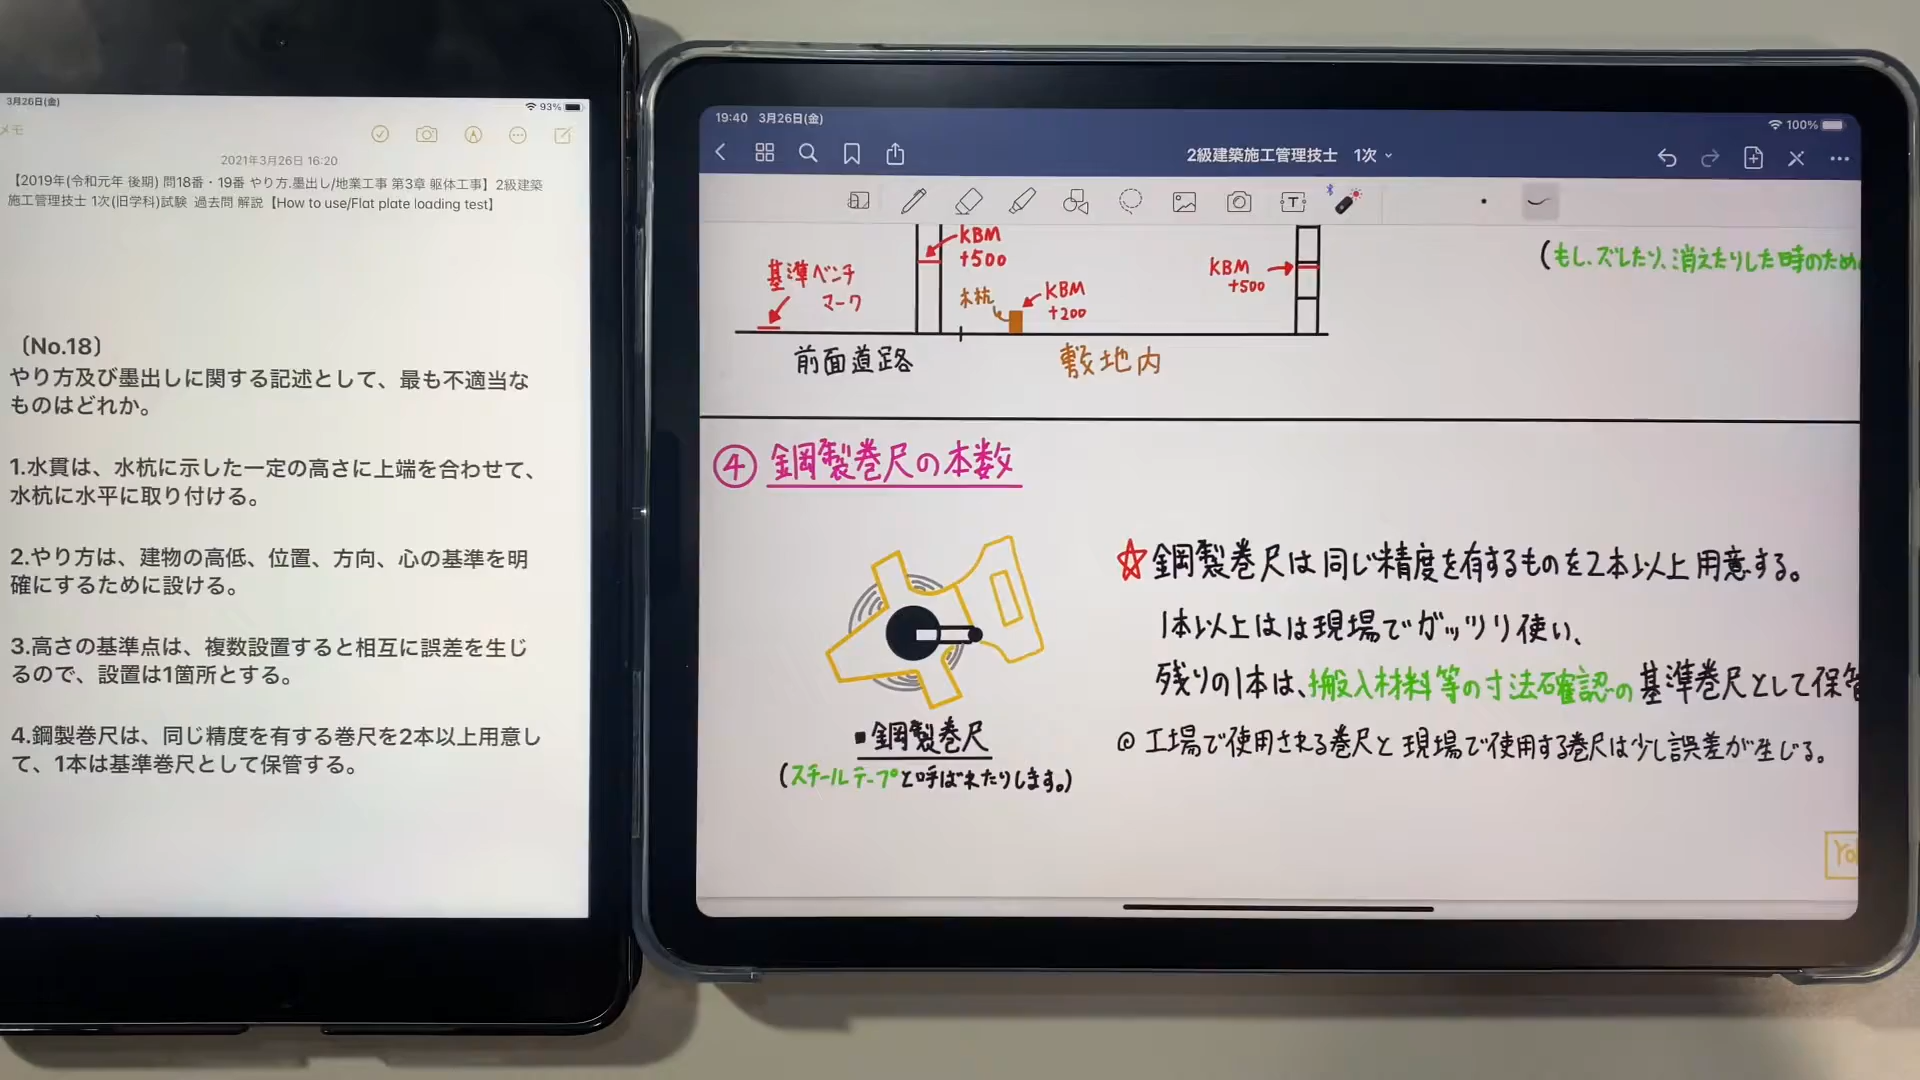 3月26日(金)
93%
メモ
2021年3月26日 16:20
【2019年(令和元年 後期) 問18番・19番 やり方.墨出し/地業工事 第3章 躯体工事】2級建築
施工管理技士 1次(旧学科)試験 過去問 解説【How to use/Flat plate loading test】
〔No.18〕
やり方及び墨出しに関する記述として、最も不適当な
ものはどれか。
1.水貫は、水杭に示した一定の高さに上端を合わせて、
水杭に水平に取り付ける。
2.やり方は、建物の高低、位置、方向、心の基準を明
確にするために設ける。
3.高さの基準点は、複数設置すると相互に誤差を生じ
るので、設置は1箇所とする。
4.鋼製巻尺は、同じ精度を有する巻尺を2本以上用意し
て、1本は基準巻尺として保管する。
19:40 3月26日(金)
100%
2級建築施工管理技士 1次
KBM
+500
基準ベンチ
マーク
木杭
KBM
+200
KBM
+500
(もし、ズレたり、消えたりした時のため
前面道路
敷地内
④ 鋼製巻尺の本数
☆鋼製巻尺は同じ精度を有するものを2本以上用意する。
1本以上はは現場でガッツリ使い、
残りの1本は、搬入材料等の寸法確認の基準巻尺として保管
◎工場で使用される巻尺と現場で使用する巻尺は少し誤差が生じる。
■鋼製巻尺
(スチールテープと呼ばれたりします。)